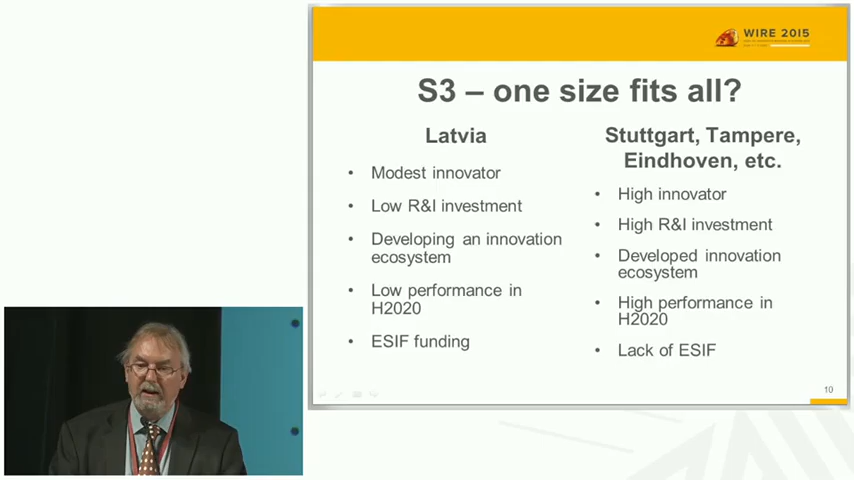 WIRE 2015
S3 – one size fits all?
Latvia
• Modest innovator
• Low R&I investment
• Developing an innovation
ecosystem
• Low performance in
H2020
• ESIF funding
Stuttgart, Tampere,
Eindhoven, etc.
• High innovator
• High R&I investment
• Developed innovation
ecosystem
• High performance in
H2020
• Lack of ESIF
10